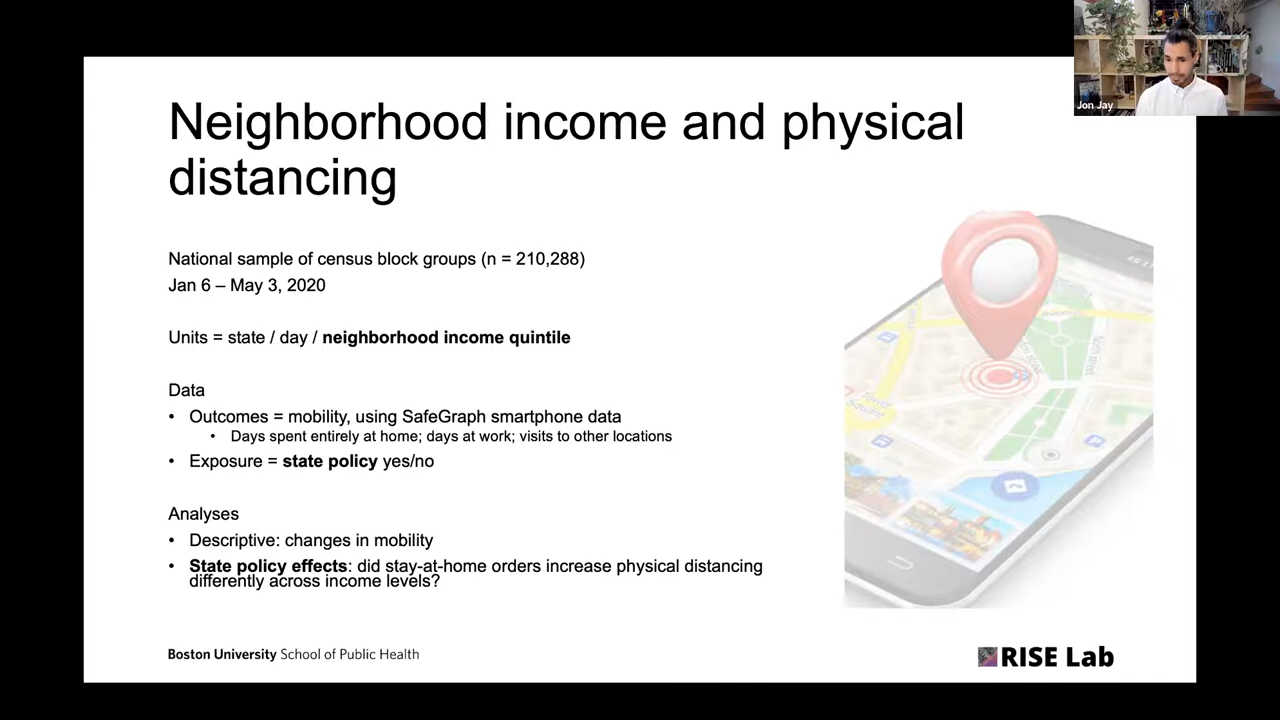 Jon Jay
Neighborhood income and physical
distancing
National sample of census block groups (n = 210,288)
Jan 6 – May 3, 2020
Units = state / day / neighborhood income quintile
Data
• Outcomes = mobility, using SafeGraph smartphone data
• Days spent entirely at home; days at work; visits to other locations
• Exposure = state policy yes/no
Analyses
• Descriptive: changes in mobility
• State policy effects: did stay-at-home orders increase physical distancing
differently across income levels?
Boston University School of Public Health
RISE Lab